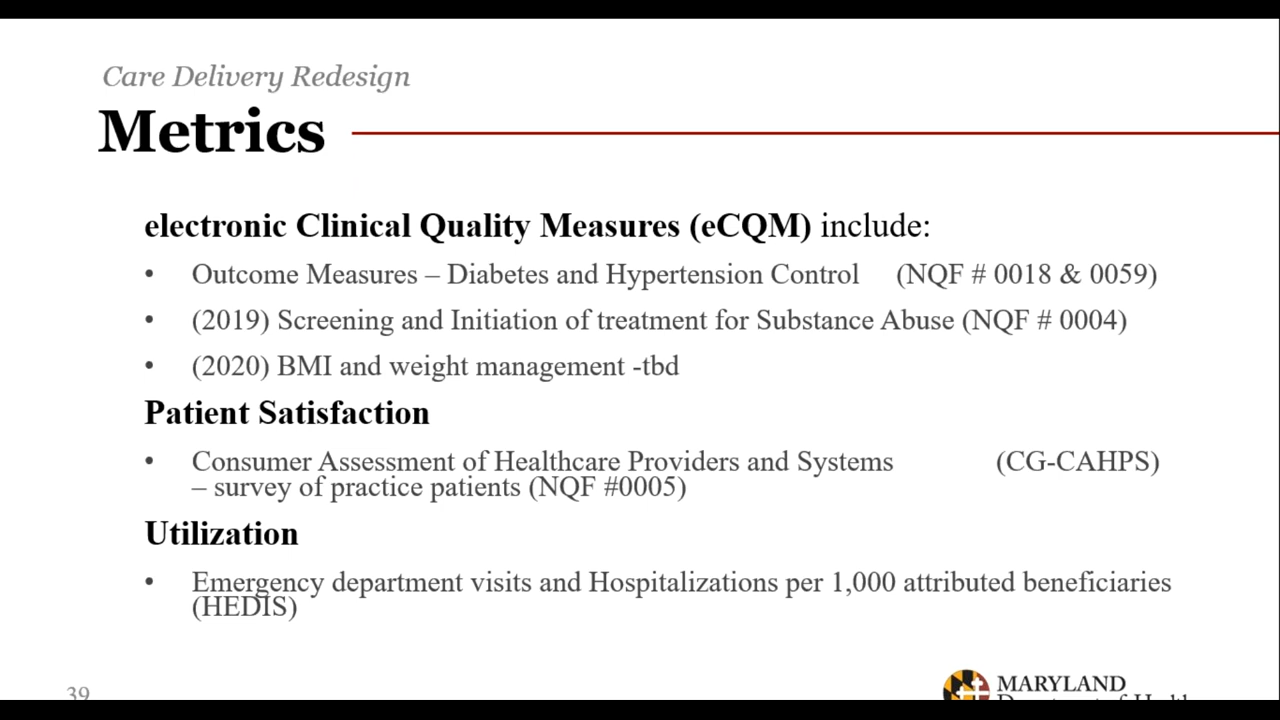 Care Delivery Redesign
Metrics
electronic Clinical Quality Measures (eCQM) include:
• Outcome Measures – Diabetes and Hypertension Control (NQF # 0018 & 0059)
• (2019) Screening and Initiation of treatment for Substance Abuse (NQF # 0004)
• (2020) BMI and weight management -tbd
Patient Satisfaction
• Consumer Assessment of Healthcare Providers and Systems (CG-CAHPS)
– survey of practice patients (NQF #0005)
Utilization
• Emergency department visits and Hospitalizations per 1,000 attributed beneficiaries
(HEDIS)
39
MARYLAND